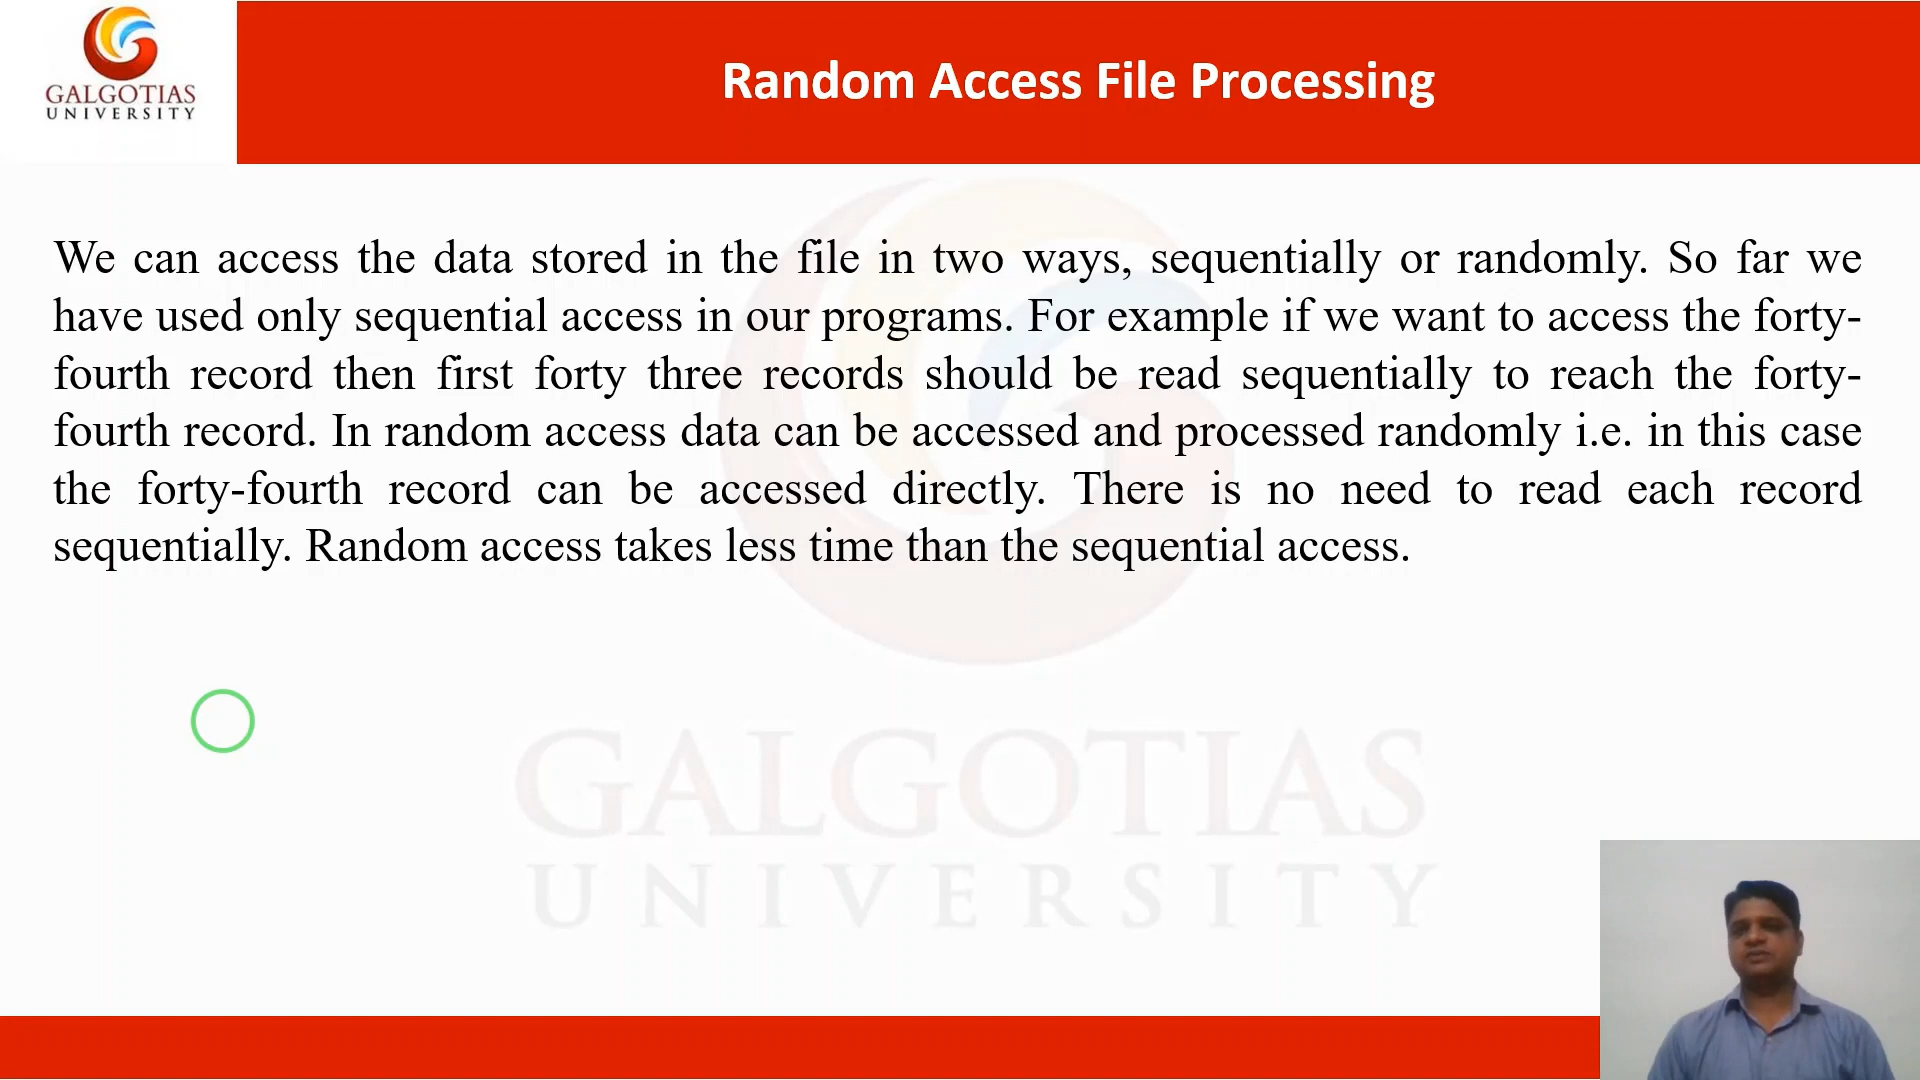 GALGOTIAS
UNIVERSITY
Random Access File Processing
We can access the data stored in the file in two ways, sequentially or randomly. So far we
have used only sequential access in our programs. For example if we want to access the forty-
fourth record then first forty three records should be read sequentially to reach the forty-
fourth record. In random access data can be accessed and processed randomly i.e. in this case
the forty-fourth record can be accessed directly. There is no need to read each record
sequentially. Random access takes less time than the sequential access.
GALGOTIAS
UNIVERSITY